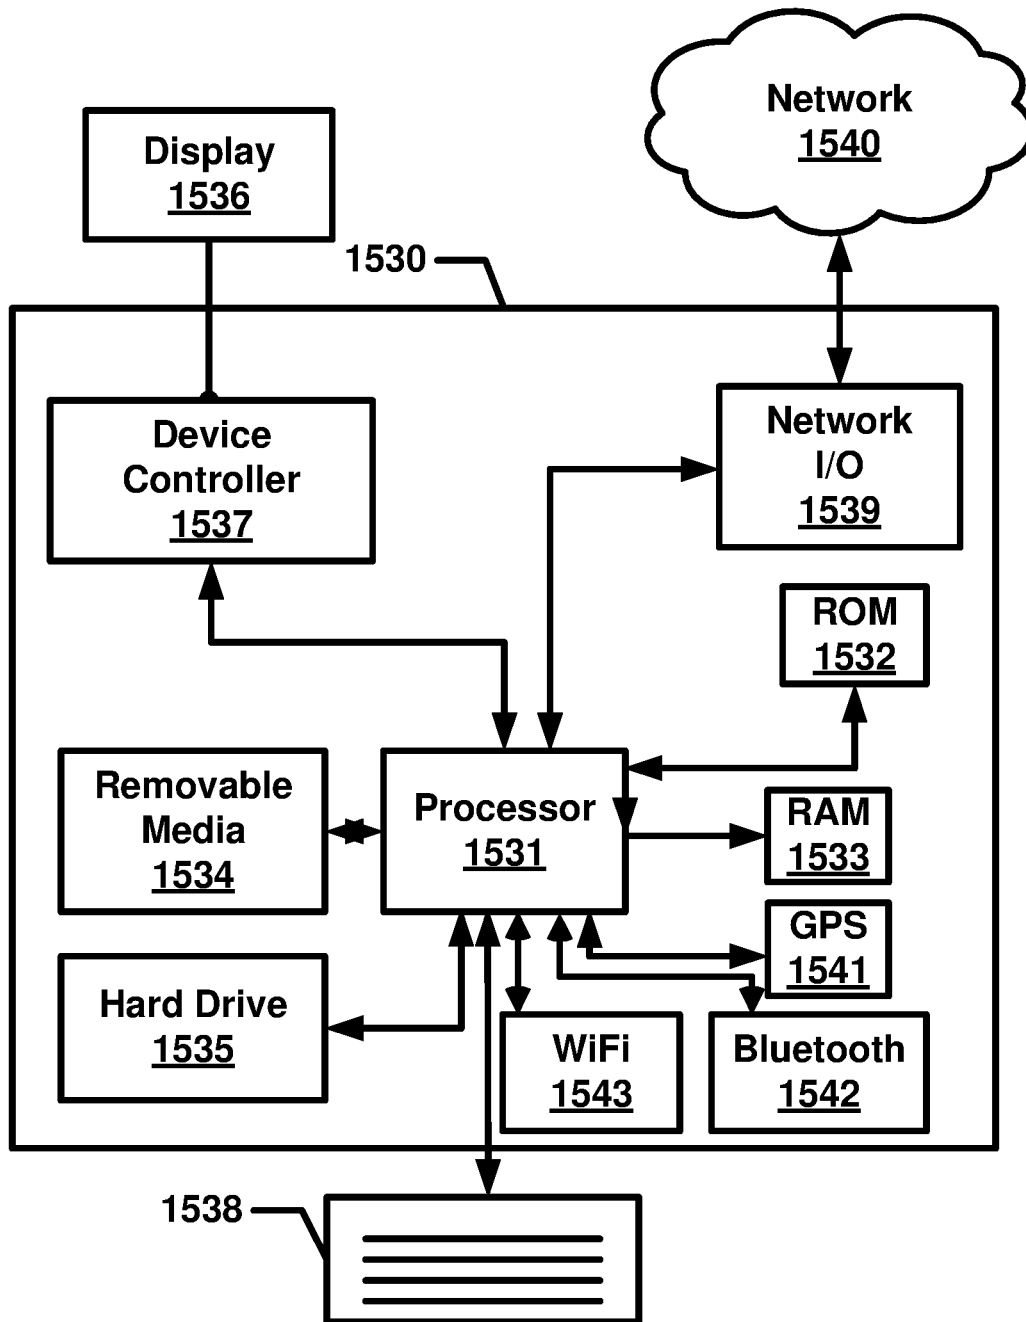 Network
1540
Display
1536
1530
Device
Controller
1537
Network
I/O
1539
ROM
1532
Removable
Media
1534
Processor
1531
RAM
1533
GPS
1541
Hard Drive
1535
WiFi
1543
Bluetooth
1542
1538